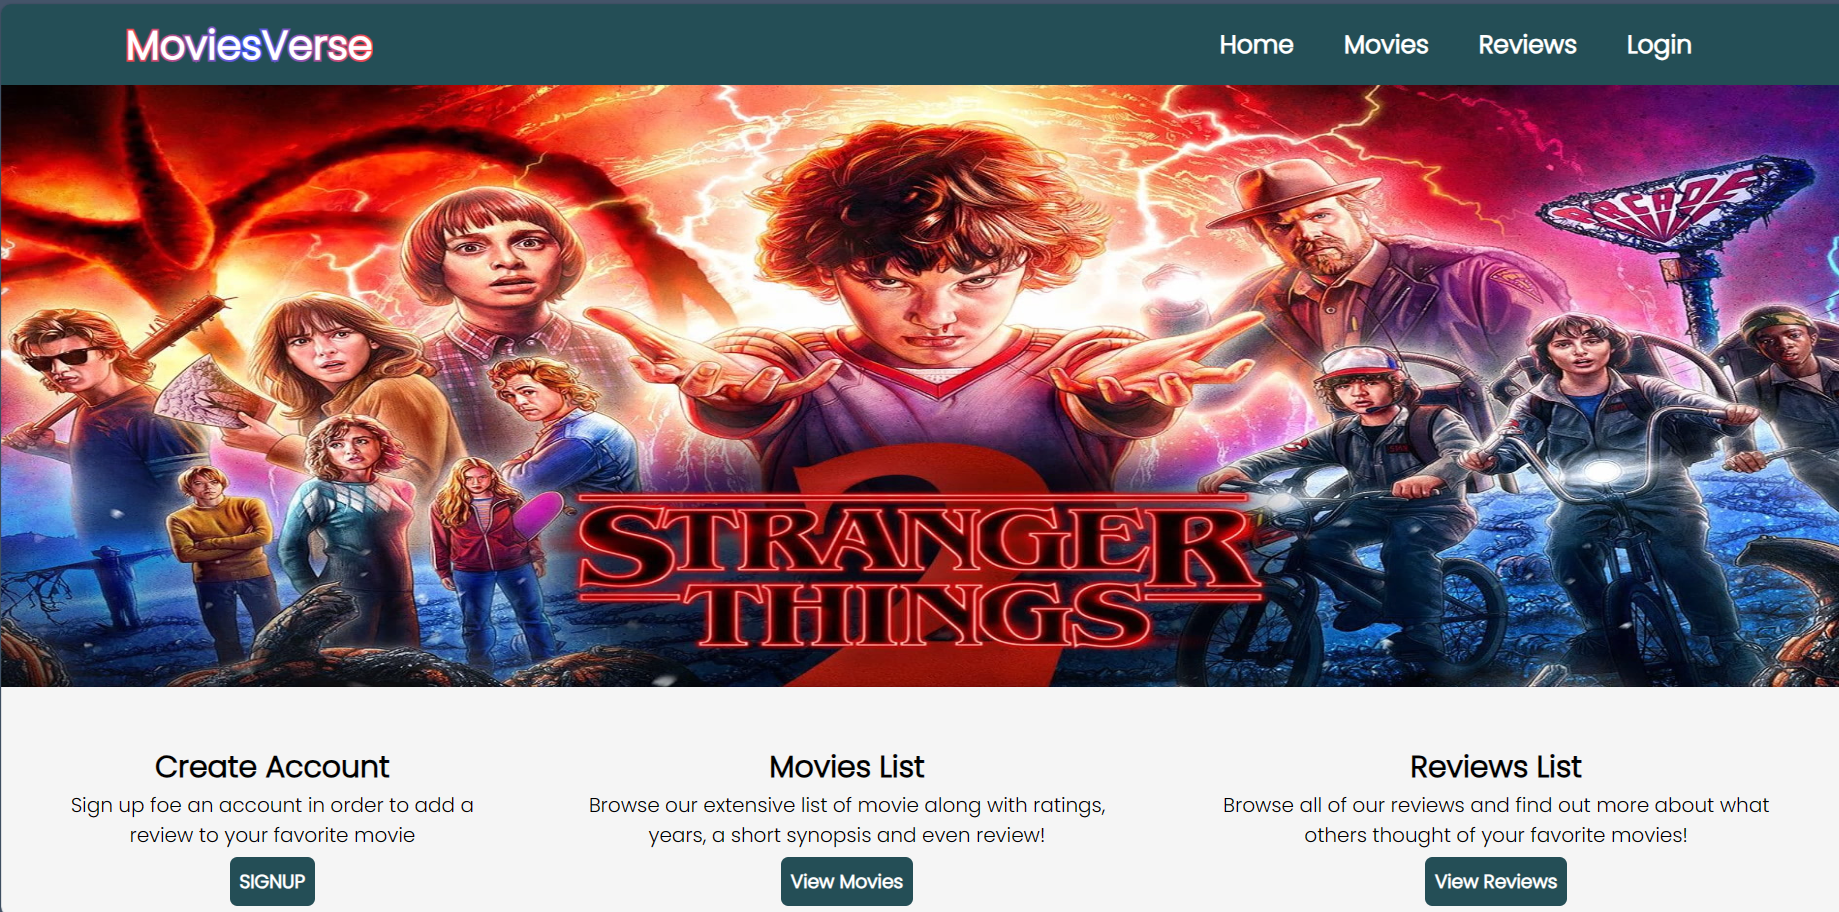 MoviesVerse
Home Movies Reviews Login
ARCADE
2
STRANGER
THINGS
Create Account
Sign up foe an account in order to add a
review to your favorite movie
SIGNUP
Movies List
Browse our extensive list of movie along with ratings,
years, a short synopsis and even review!
View Movies
Reviews List
Browse all of our reviews and find out more about what
others thought of your favorite movies!
View Reviews